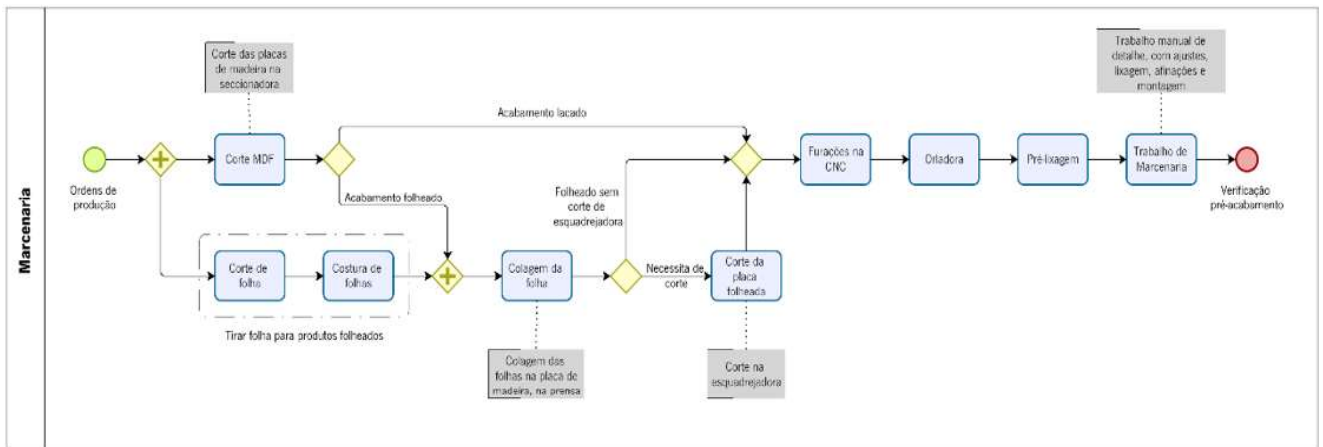 Marcenaria
Ordens de
produção
Corte das placas
de madeira na
seccionadora
Corte MDF
Acabamento lacado
Acabamento folheado
Corte de
folha
Costura de
folhas
Tirar folha para produtos folheados
Colagem da
folha
Colagem das
folhas na placa de
madeira, na prensa
Folheado sem
corte de
esquadrejadora
Necessita de
corte
Corte da
placa
folheada
Corte na
esquadrejadora
Furações na
CNC
Orladora
Pré-lixagem
Trabalho de
Marcenaria
Trabalho manual de
detalhe, com ajustes,
lixagem, afinações e
montagem
Verificação
pré-acabamento